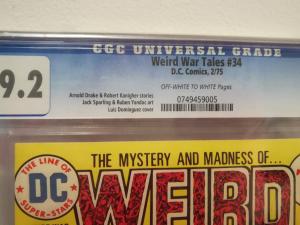 CGC UNIVERSAL GRADE
9.2
Weird War Tales #34
D.C. Comics, 2/75
OFF-WHITE TO WHITE Pages
Arnold Drake & Robert Kanigher stories
Jack Sparling & Ruben Yandoc art
Luis Dominguez cover
0749459005
THE LINE OF
DC
SUPER-STARS
THE MYSTERY AND MADNESS OF...
WEIRD